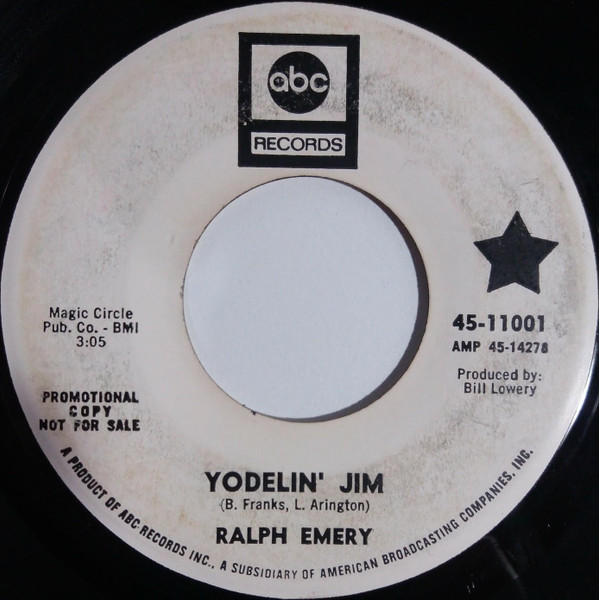 abc
RECORDS
Magic Circle
Pub. Co. - BMI
3:05
45-11001
AMP 45-14278
Produced by:
Bill Lowery
PROMOTIONAL
COPY
NOT FOR SALE
YODELIN' JIM
(B. Franks, L. Arington)
RALPH EMERY
A PRODUCT OF ABC RECORDS INC., A SUBSIDIARY OF AMERICAN BROADCASTING COMPANIES, INC.